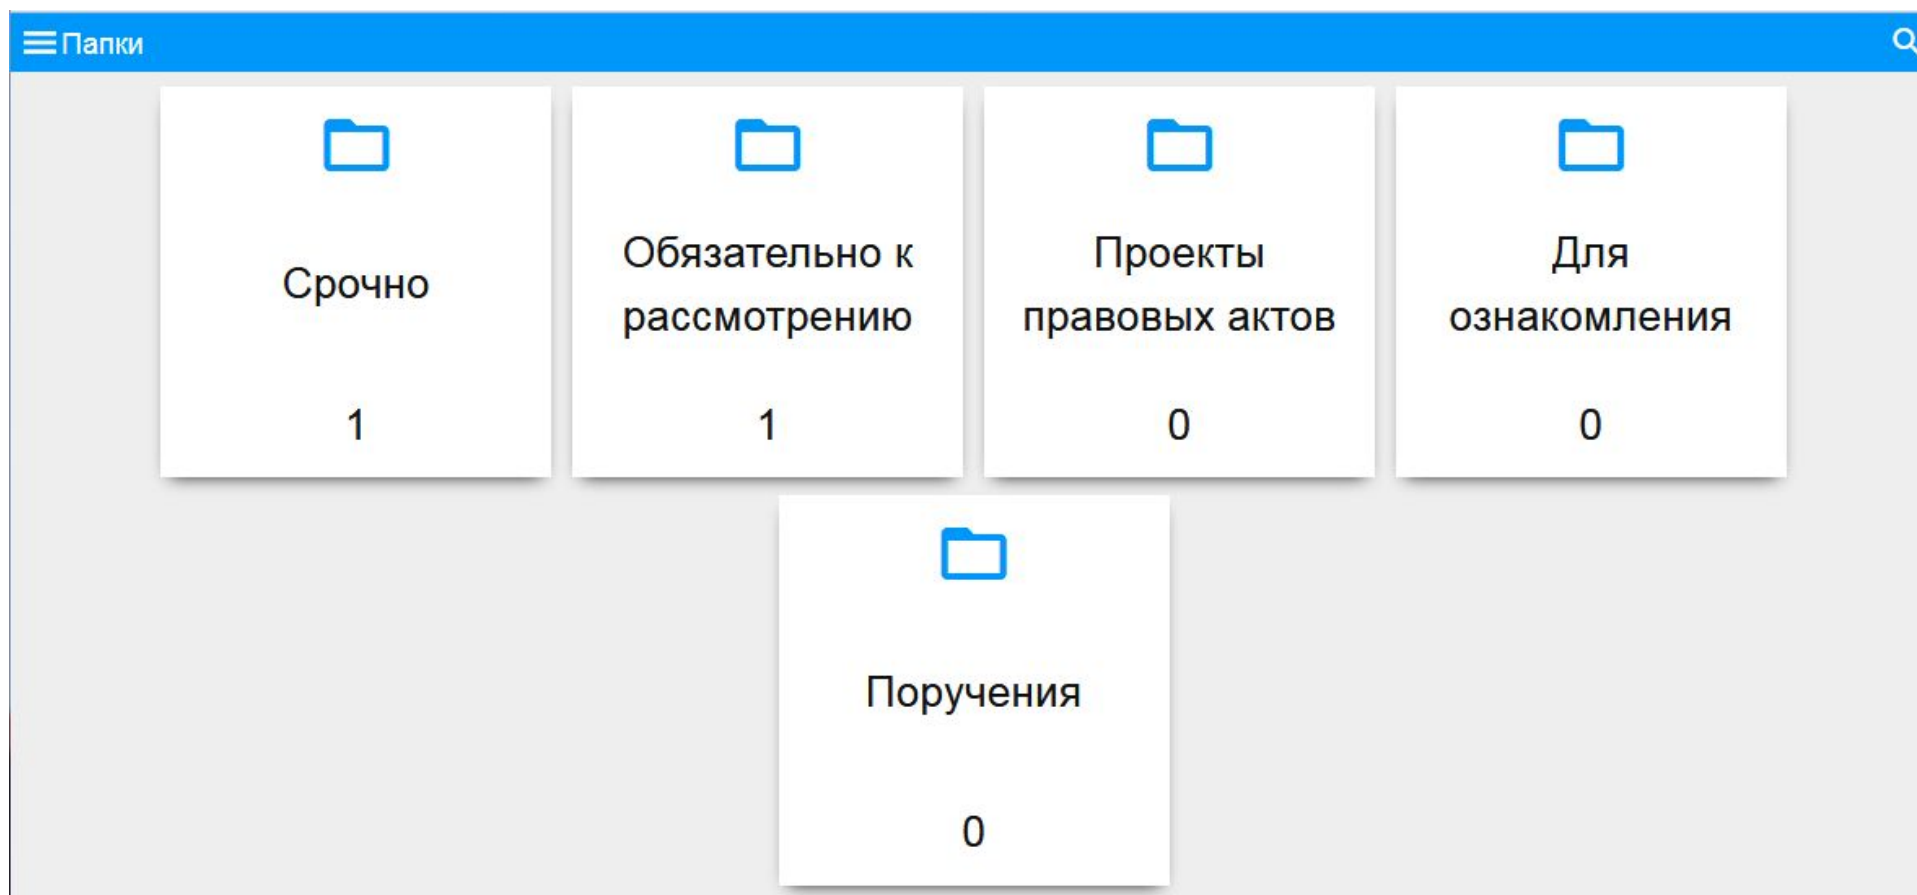 Папки
Срочно
1
Обязательно к
рассмотрению
1
Проекты
правовых актов
0
Для
ознакомления
0
Поручения
0